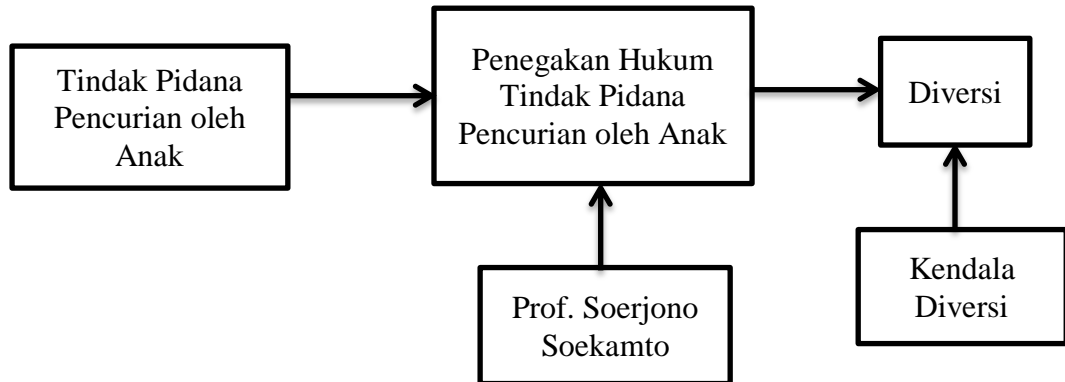 Tindak Pidana
Pencurian oleh
Anak
Penegakan Hukum
Tindak Pidana
Pencurian oleh Anak
Diversi
Prof. Soerjono
Soekamto
Kendala
Diversi